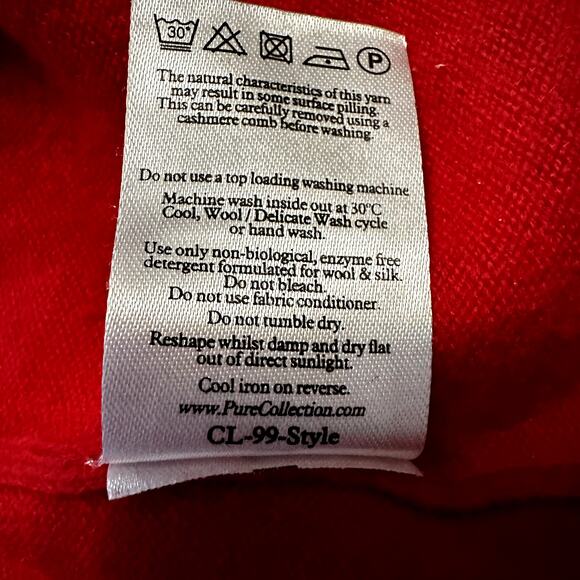 30°
P
The natural characteristics of this yarn
may result in some surface pilling.
This can be carefully removed using a
cashmere comb before washing.
Do not use a top loading washing machine
Machine wash inside out at 30°C
Cool, Wool / Delicate Wash cycle
or hand wash.
Use only non-biological, enzyme free
detergent formulated for wool & silk.
Do not bleach.
Do not use fabric conditioner.
Do not tumble dry.
Reshape whilst damp and dry flat
out of direct sunlight.
Cool iron on reverse.
www.PureCollection.com
CL-99-Style